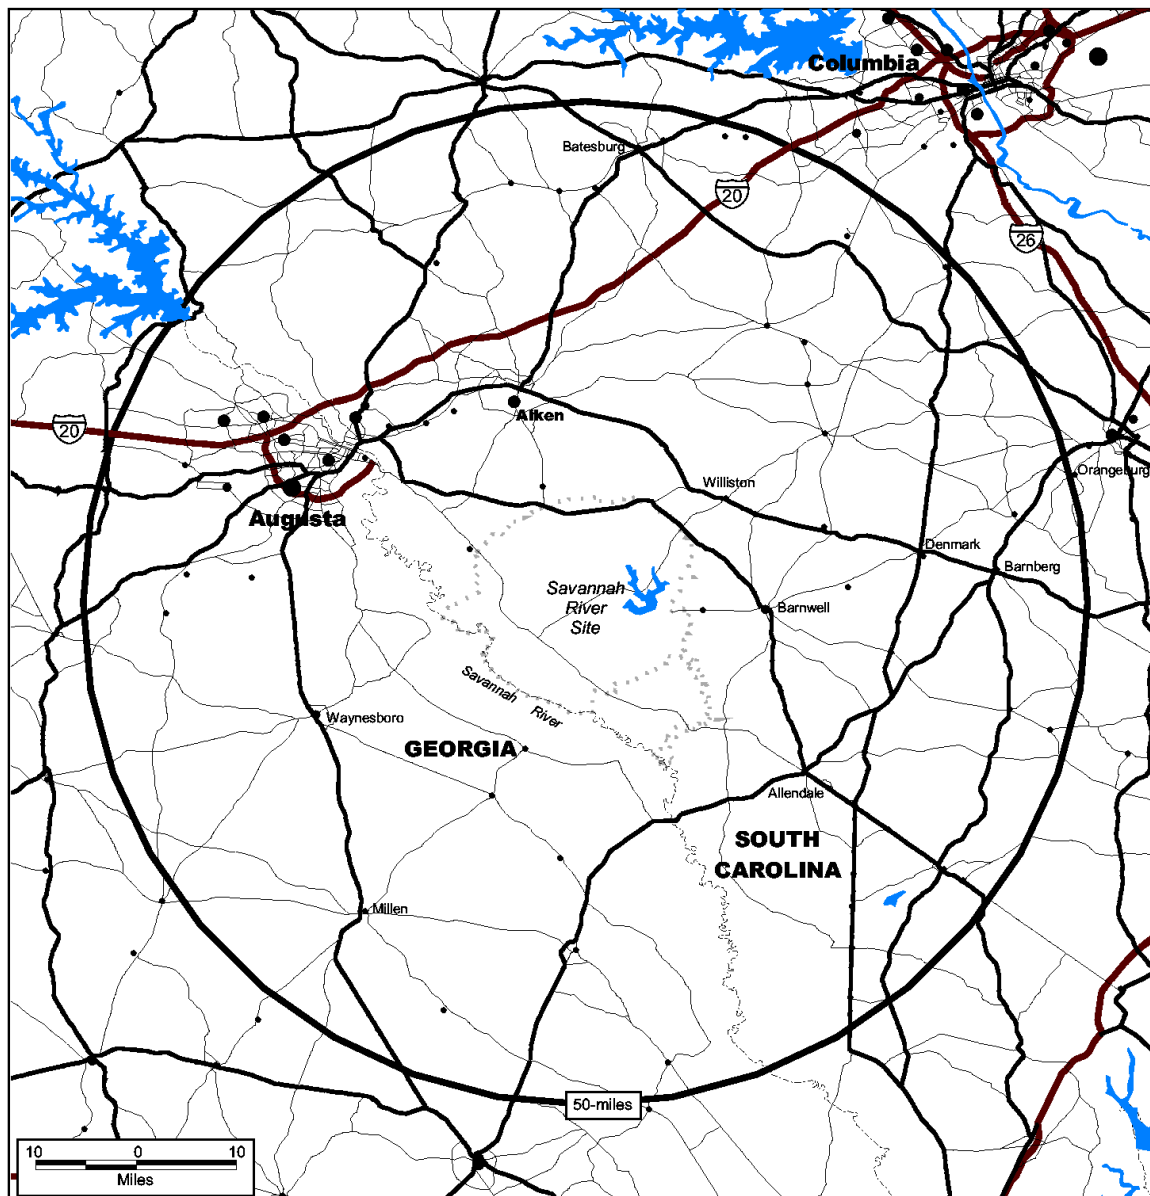 Columbia
Batesburg
20
26
Aiken
20
Orangeburg
Williston
Augusta
Denmark
Barnberg
Savannah
River
Site
Barnwell
Savannah River
Waynesboro
GEORGIA
Allendale
SOUTH
CAROLINA
Millen
50-miles
10 0 10
Miles